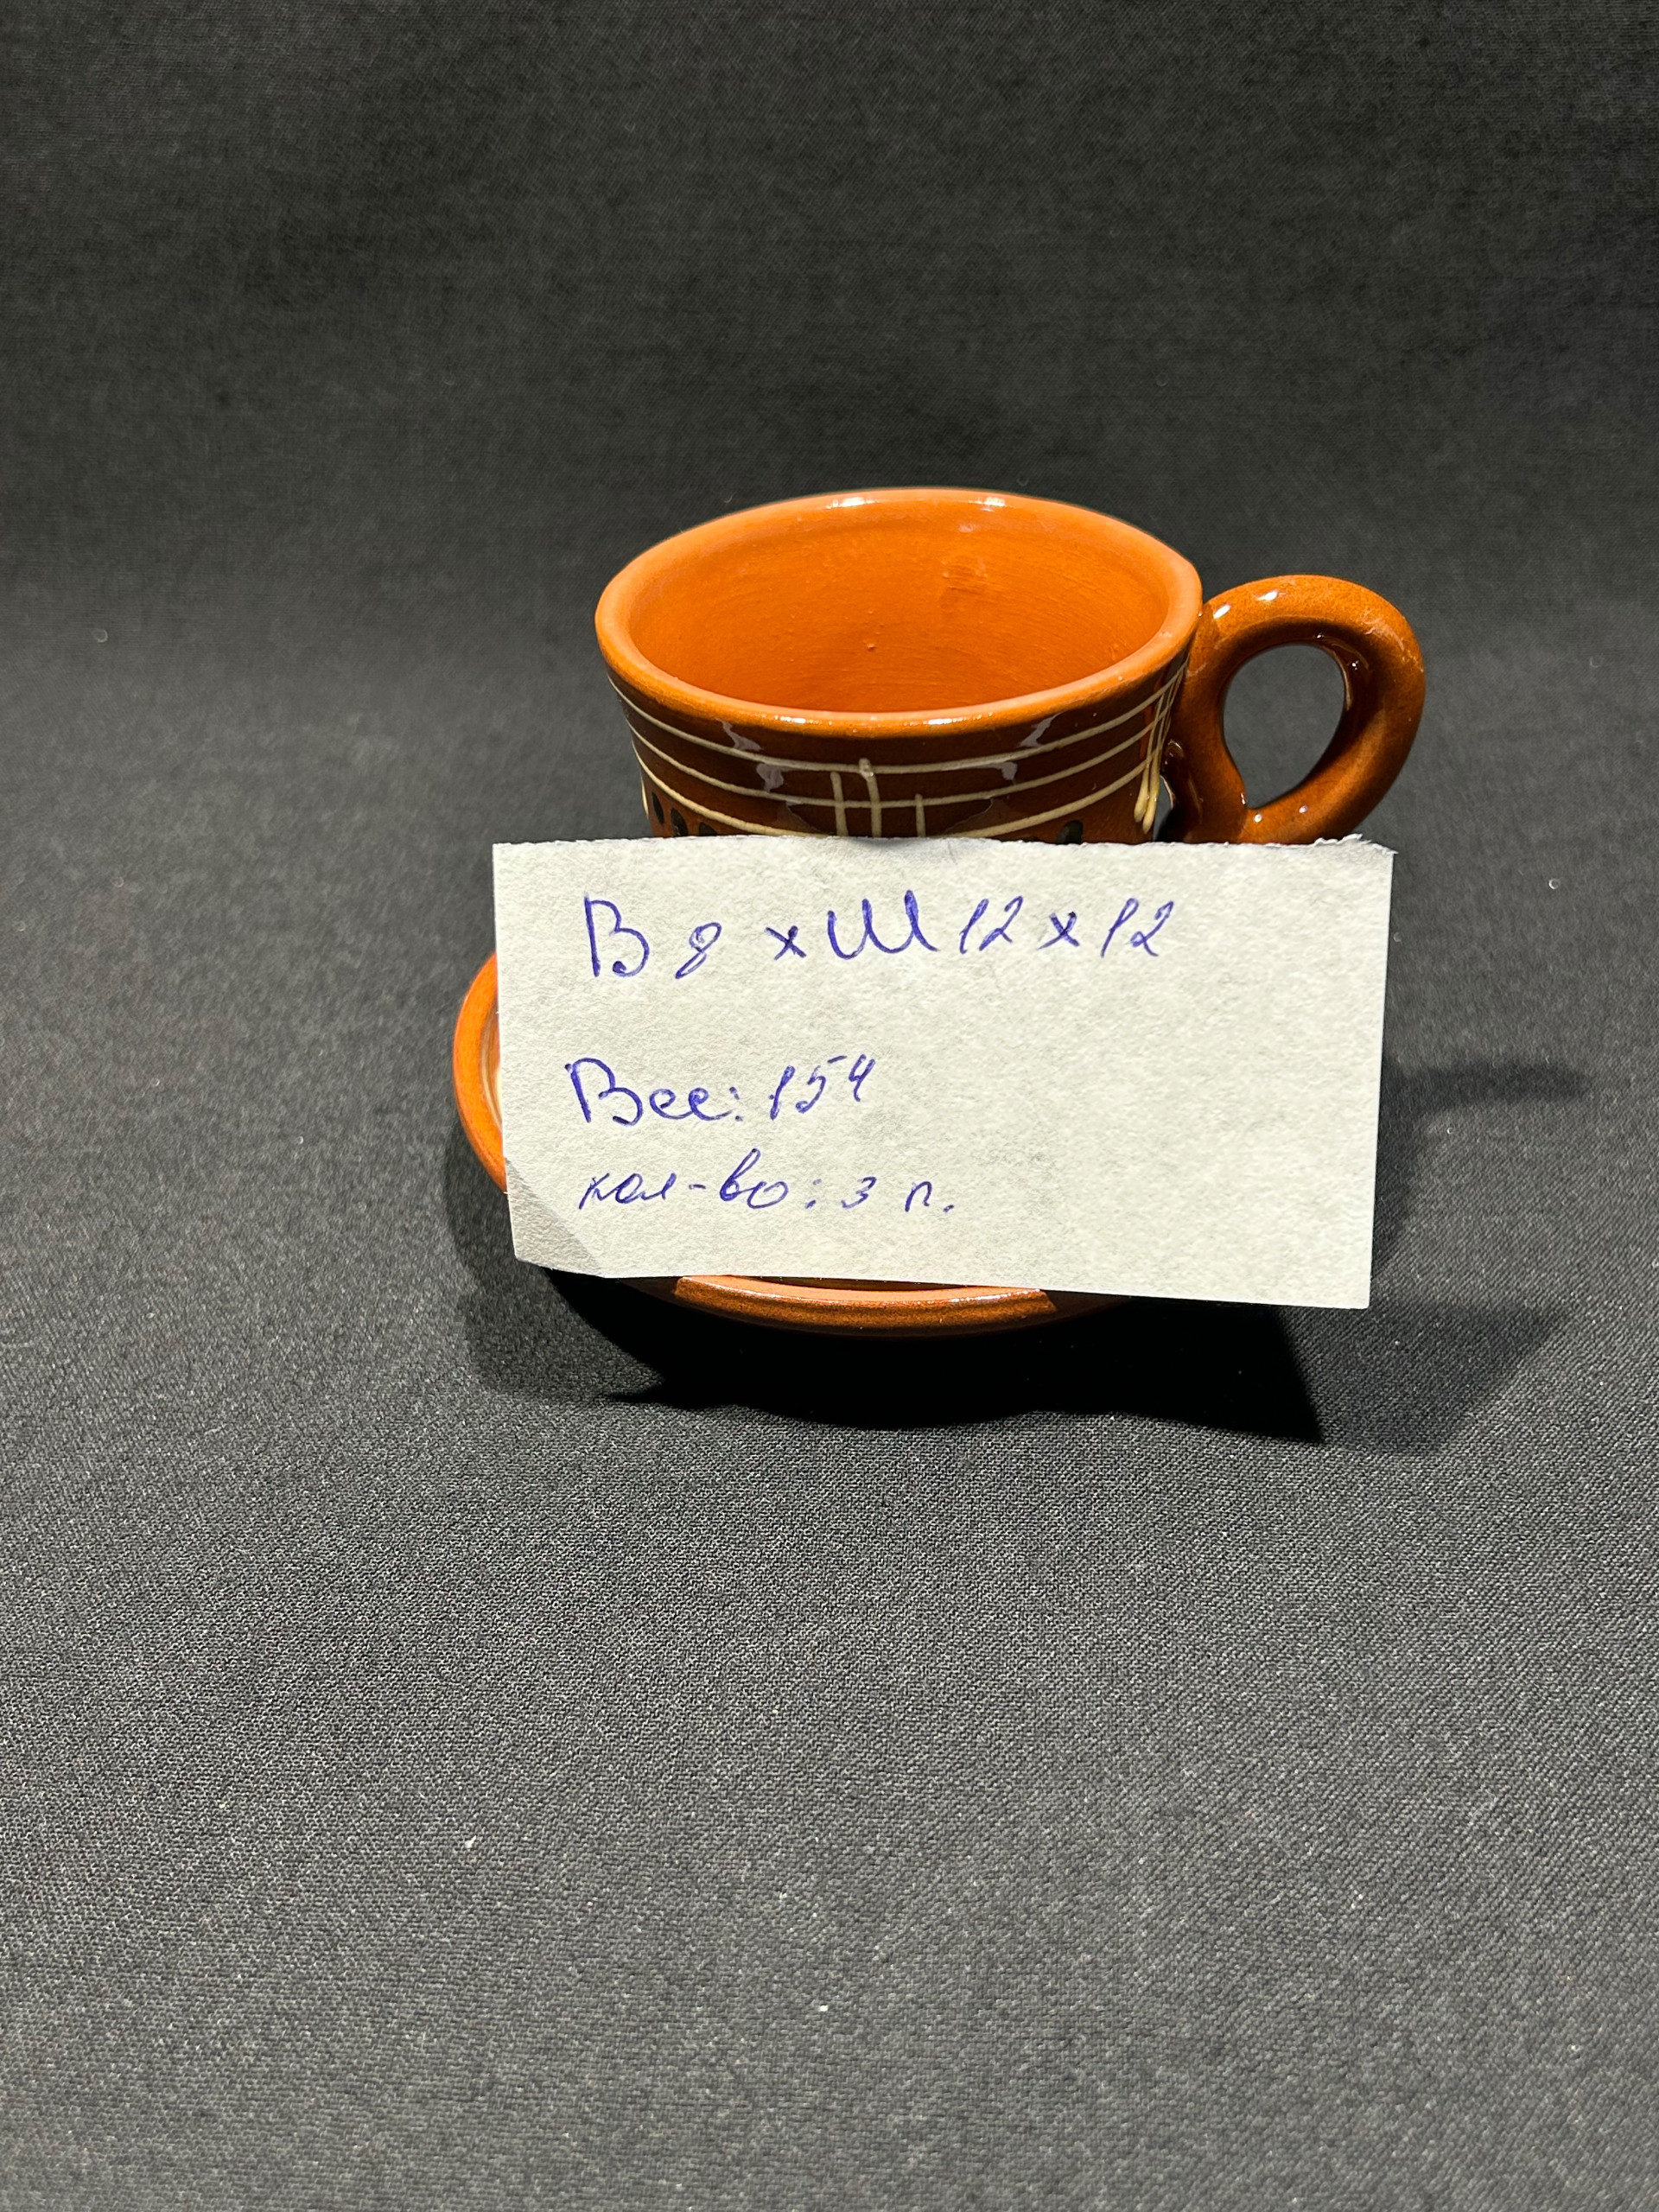 В 8 х Ш 12 х 12
Вес: 154
кол-во: 3 п.